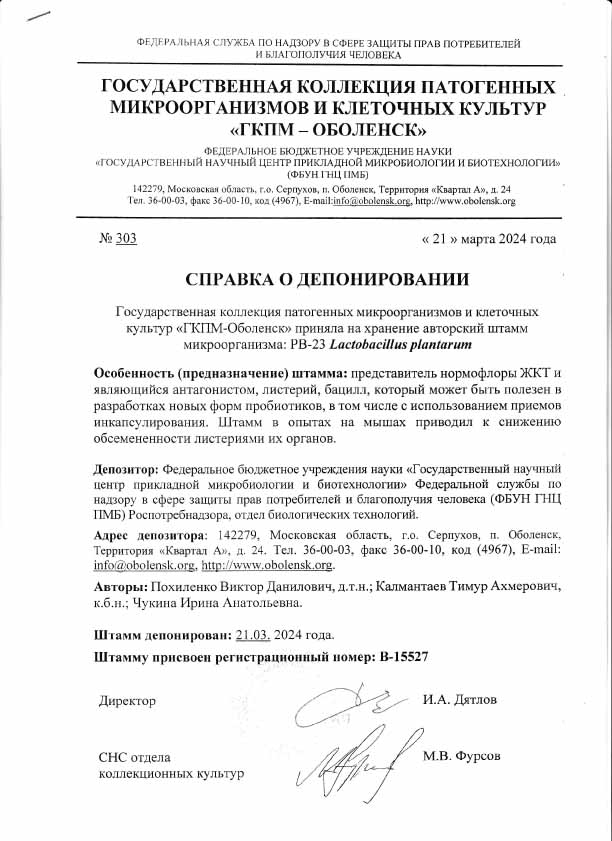 ФЕДЕРАЛЬНАЯ СЛУЖБА ПО НАДЗОРУ В СФЕРЕ ЗАЩИТЫ ПРАВ ПОТРЕБИТЕЛЕЙ
И БЛАГОПОЛУЧИЯ ЧЕЛОВЕКА
ГОСУДАРСТВЕННАЯ КОЛЛЕКЦИЯ ПАТОГЕННЫХ
МИКРООРГАНИЗМОВ И КЛЕТОЧНЫХ КУЛЬТУР
«ГКПМ – ОБОЛЕНСК»
ФЕДЕРАЛЬНОЕ БЮДЖЕТНОЕ УЧРЕЖДЕНИЕ НАУКИ
«ГОСУДАРСТВЕННЫЙ НАУЧНЫЙ ЦЕНТР ПРИКЛАДНОЙ МИКРОБИОЛОГИИ И БИОТЕХНОЛОГИИ»
(ФБУН ГНЦ ПМБ)
142279, Московская область, г.о. Серпухов, п. Оболенск, Территория «Квартал А», д. 24
Тел. 36-00-03, факс 36-00-10, код (4967), E-mail:info@obolensk.org, http://www.obolensk.org
№ 303 « 21 » марта 2024 года
СПРАВКА О ДЕПОНИРОВАНИИ
Государственная коллекция патогенных микроорганизмов и клеточных
культур «ГКПМ-Оболенск» приняла на хранение авторский штамм
микроорганизма: РВ-23 Lactobacillus plantarum
Особенность (предназначение) штамма: представитель нормофлоры ЖКТ и
являющийся антагонистом, листерий, бацилл, который может быть полезен в
разработках новых форм пробиотиков, в том числе с использованием приемов
инкапсулирования. Штамм в опытах на мышах приводил к снижению
обсемененности листериями их органов.
Депозитор: Федеральное бюджетное учреждения науки «Государственный научный
центр прикладной микробиологии и биотехнологии» Федеральной службы по
надзору в сфере защиты прав потребителей и благополучия человека (ФБУН ГНЦ
ПМБ) Роспотребнадзора, отдел биологических технологий.
Адрес депозитора: 142279, Московская область, г.о. Серпухов, п. Оболенск,
Территория «Квартал А», д. 24. Тел. 36-00-03, факс 36-00-10, код (4967), E-mail:
info@obolensk.org, http://www.obolensk.org.
Авторы: Похиленко Виктор Данилович, д.т.н.; Калмантаев Тимур Ахмерович,
к.б.н.; Чукина Ирина Анатольевна.
Штамм депонирован: 21.03. 2024 года.
Штамму присвоен регистрационный номер: В-15527
Директор И.А. Дятлов
СНС отдела М.В. Фурсов
коллекционных культур